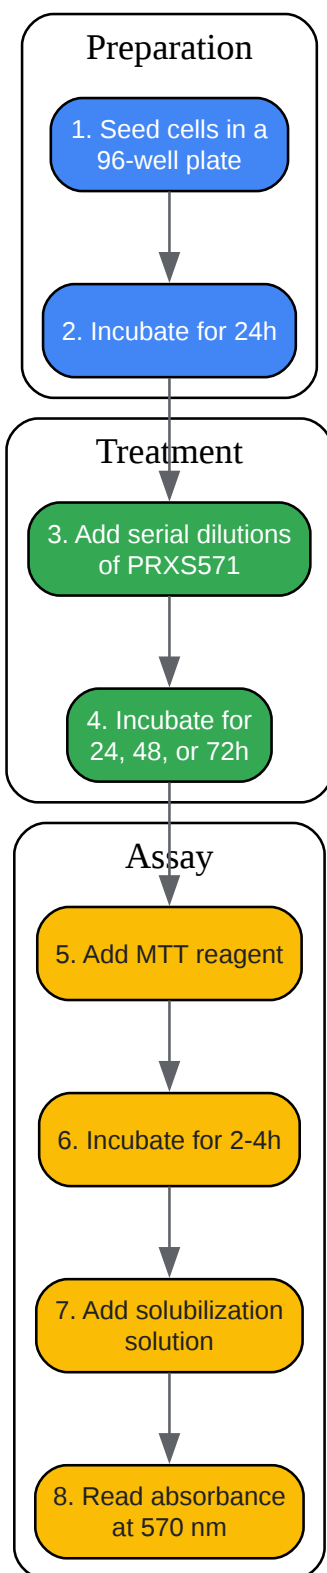 Preparation
1. Seed cells in a
96-well plate
2. Incubate for 24h
Treatment
3. Add serial dilutions
of PRXS571
4. Incubate for
24, 48, or 72h
Assay
5. Add MTT reagent
6. Incubate for 2-4h
7. Add solubilization
solution
8. Read absorbance
at 570 nm